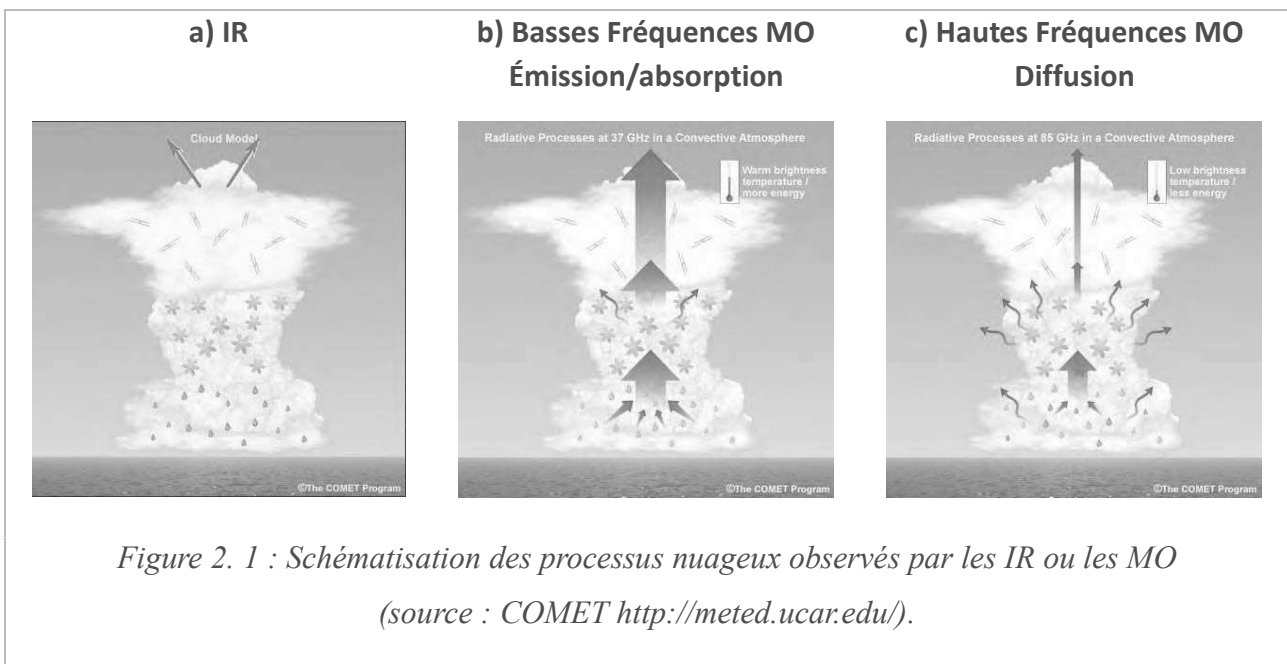 a) IR
b) Basses Fréquences MO
Émission/absorption
c) Hautes Fréquences MO
Diffusion
Cloud Model
©The COMET Program
Radiative Processes at 37 GHz in a Convective Atmosphere
Warm brightness
temperature /
more energy
©The COMET Program
Radiative Processes at 85 GHz in a Convective Atmosphere
Low brightness
temperature /
less energy
©The COMET Program
Figure 2. 1 : Schématisation des processus nuageux observés par les IR ou les MO
(source : COMET http://meted.ucar.edu/).